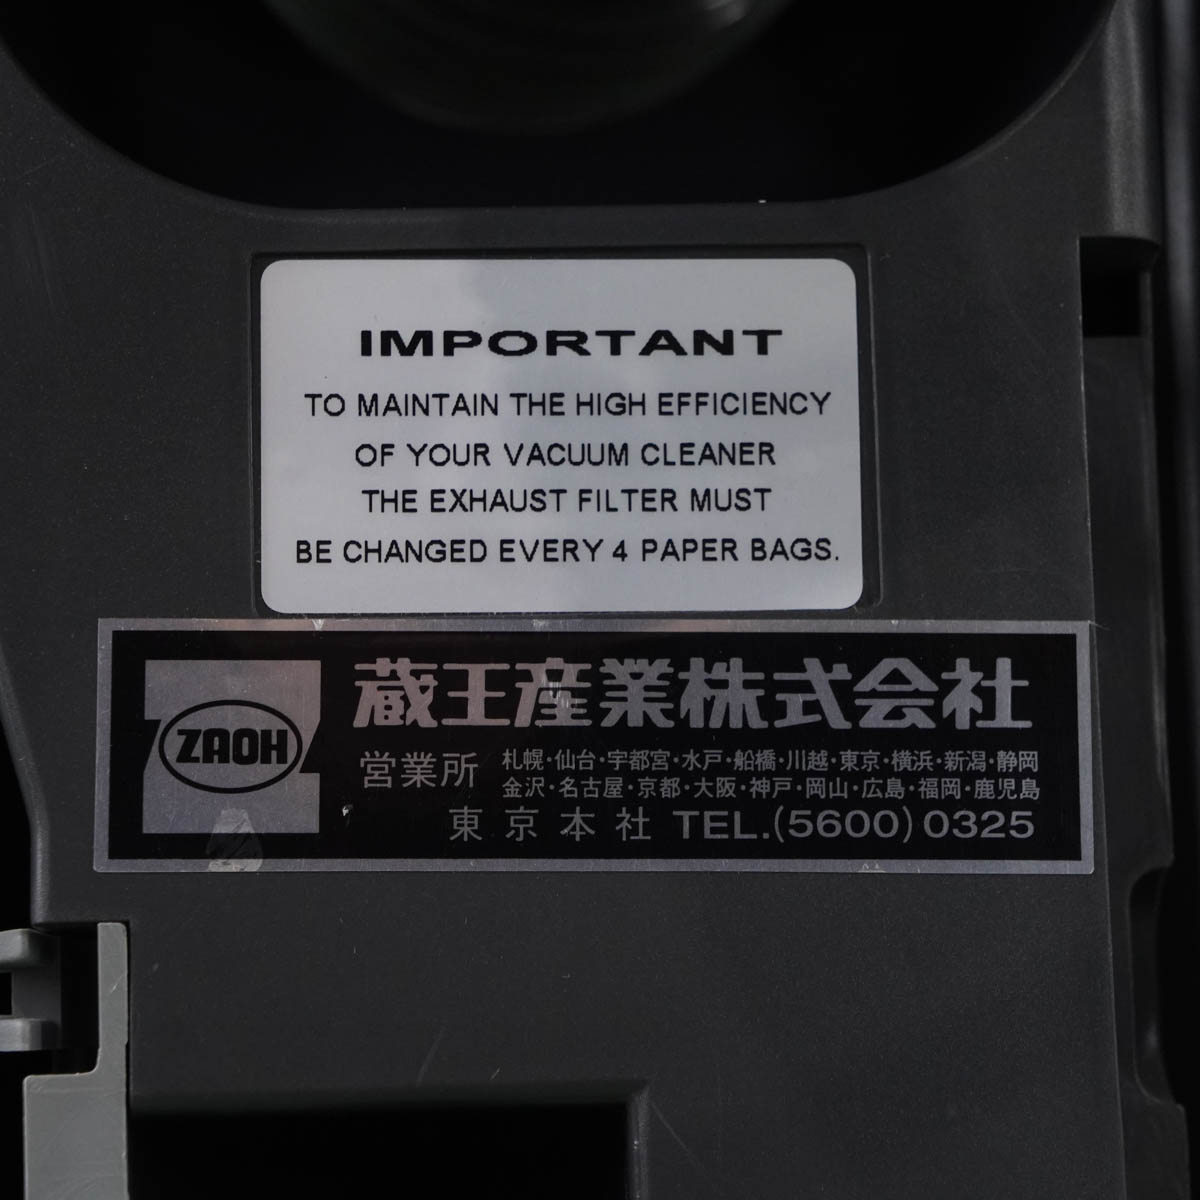 IMPORTANT
TO MAINTAIN THE HIGH EFFICIENCY
OF YOUR VACUUM CLEANER
THE EXHAUST FILTER MUST
BE CHANGED EVERY 4 PAPER BAGS.
ZAOH
蔵王産業株式会社
営業所
札幌・仙台・宇都宮・水戸・船橋・川越・東京・横浜・新潟・静岡
金沢・名古屋・京都・大阪・神戸・岡山・広島・福岡・鹿児島
東京本社 TEL.(5600)0325